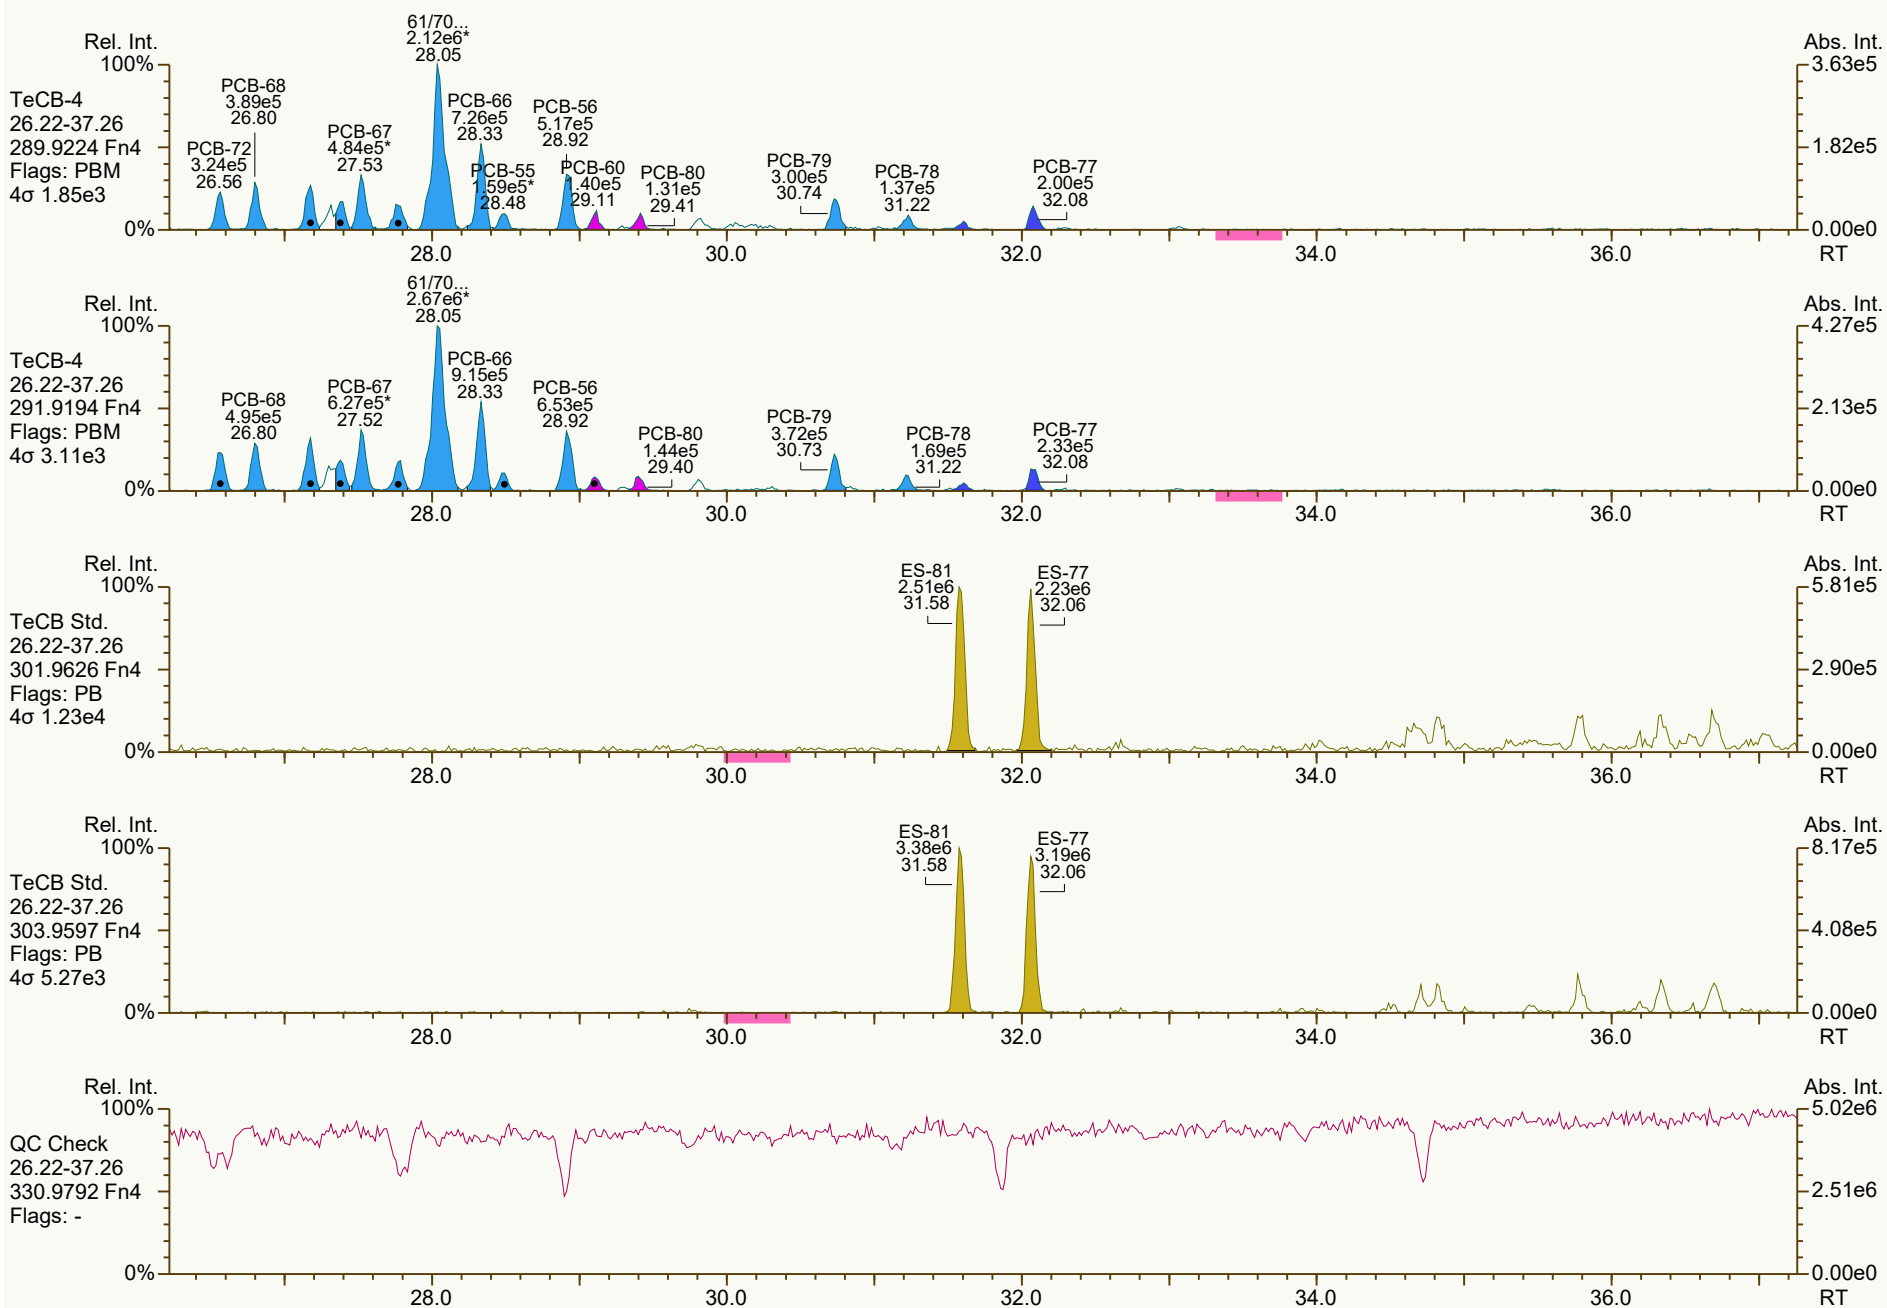 Rel. Int.
Abs. Int.
100%
3.63e5
1.82e5
0%
0.00e0
TeCB-4
26.22-37.26
289.9224 Fn4
Flags: PBM
4σ 1.85e3
PCB-72
3.24e5
26.56
PCB-68
3.89e5
26.80
PCB-67
4.84e5*
27.53
61/70...
2.12e6*
28.05
PCB-66
7.26e5
28.33
PCB-55
1.59e5*
28.48
PCB-56
5.17e5
28.92
PCB-60
1.40e5
29.11
PCB-80
1.31e5
29.41
PCB-79
3.00e5
30.74
PCB-78
1.37e5
31.22
PCB-77
2.00e5
32.08
28.0 30.0 32.0 34.0 36.0 RT
Rel. Int.
Abs. Int.
100%
4.27e5
2.13e5
0%
0.00e0
TeCB-4
26.22-37.26
291.9194 Fn4
Flags: PBM
4σ 3.11e3
PCB-68
4.95e5
26.80
PCB-67
6.27e5*
27.52
61/70...
2.67e6*
28.05
PCB-66
9.15e5
28.33
PCB-56
6.53e5
28.92
PCB-80
1.44e5
29.40
PCB-79
3.72e5
30.73
PCB-78
1.69e5
31.22
PCB-77
2.33e5
32.08
28.0 30.0 32.0 34.0 36.0 RT
Rel. Int.
Abs. Int.
100%
5.81e5
2.90e5
0%
0.00e0
TeCB Std.
26.22-37.26
301.9626 Fn4
Flags: PB
4σ 1.23e4
ES-81
2.51e6
31.58
ES-77
2.23e6
32.06
28.0 30.0 32.0 34.0 36.0 RT
Rel. Int.
Abs. Int.
100%
8.17e5
4.08e5
0%
0.00e0
TeCB Std.
26.22-37.26
303.9597 Fn4
Flags: PB
4σ 5.27e3
ES-81
3.38e6
31.58
ES-77
3.19e6
32.06
28.0 30.0 32.0 34.0 36.0 RT
Rel. Int.
Abs. Int.
100%
5.02e6
2.51e6
0%
0.00e0
QC Check
26.22-37.26
330.9792 Fn4
Flags: -
28.0 30.0 32.0 34.0 36.0 RT